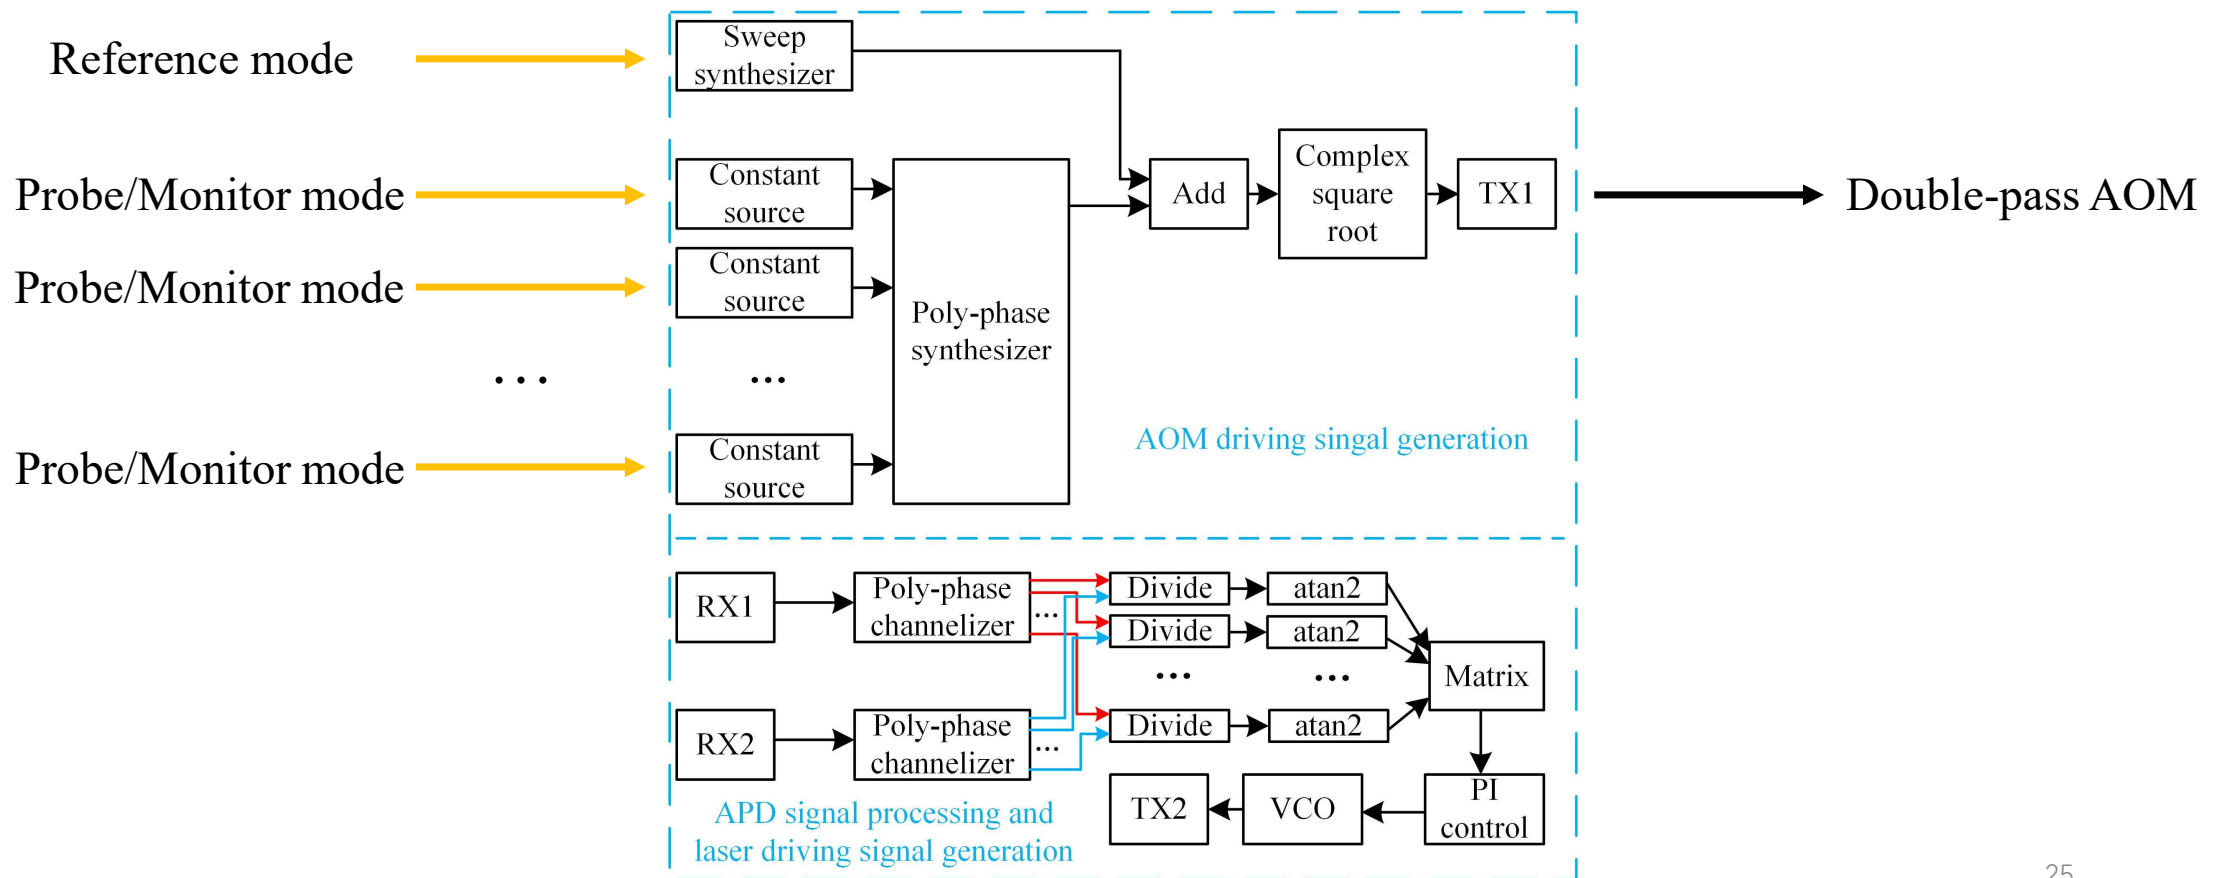 Reference mode
Sweep
synthesizer
Probe/Monitor mode
Constant
source
Probe/Monitor mode
Constant
source
...
...
Probe/Monitor mode
Constant
source
Poly-phase
synthesizer
Add
Complex
square
root
TX1
Double-pass AOM
AOM driving singal generation
RX1
Poly-phase
channelizer
...
Divide
atan2
Divide
atan2
...
...
Divide
atan2
Matrix
RX2
Poly-phase
channelizer
...
TX2
VCO
PI
control
APD signal processing and
laser driving signal generation
25